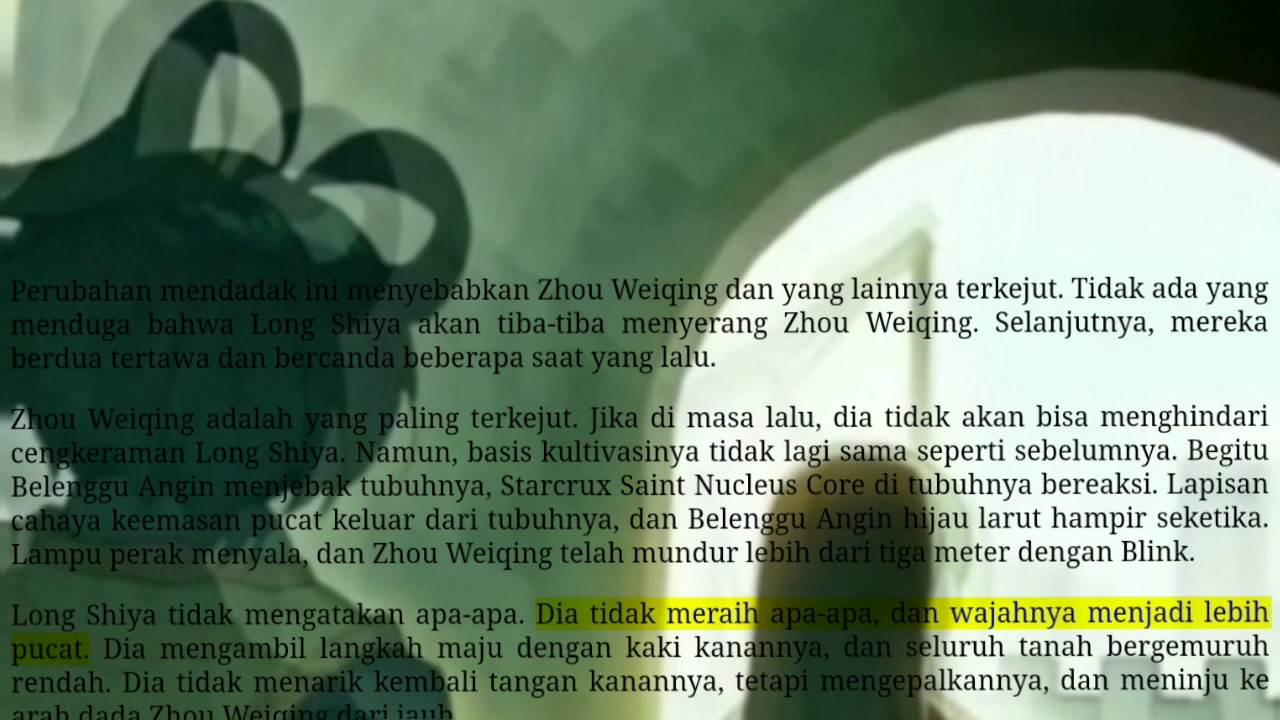 Perubahan mendadak ini menyebabkan Zhou Weiqing dan yang lainnya terkejut. Tidak ada yang
menduga bahwa Long Shiya akan tiba-tiba menyerang Zhou Weiqing. Selanjutnya, mereka
berdua tertawa dan bercanda beberapa saat yang lalu.
Zhou Weiqing adalah yang paling terkejut. Jika di masa lalu, dia tidak akan bisa menghindari
cengkeraman Long Shiya. Namun, basis kultivasinya tidak lagi sama seperti sebelumnya. Begitu
Belenggu Angin menjebak tubuhnya, Starcrux Saint Nucleus Core di tubuhnya bereaksi. Lapisan
cahaya keemasan pucat keluar dari tubuhnya, dan Belenggu Angin hijau larut hampir seketika.
Lampu perak menyala, dan Zhou Weiqing telah mundur lebih dari tiga meter dengan Blink.
Long Shiya tidak mengatakan apa-apa. Dia tidak meraih apa-apa, dan wajahnya menjadi lebih
pucat. Dia mengambil langkah maju dengan kaki kanannya, dan seluruh tanah bergemuruh
rendah. Dia tidak menarik kembali tangan kanannya, tetapi mengepalkannya, dan meninju ke
arah dada Zhou Weiqing dari jauh